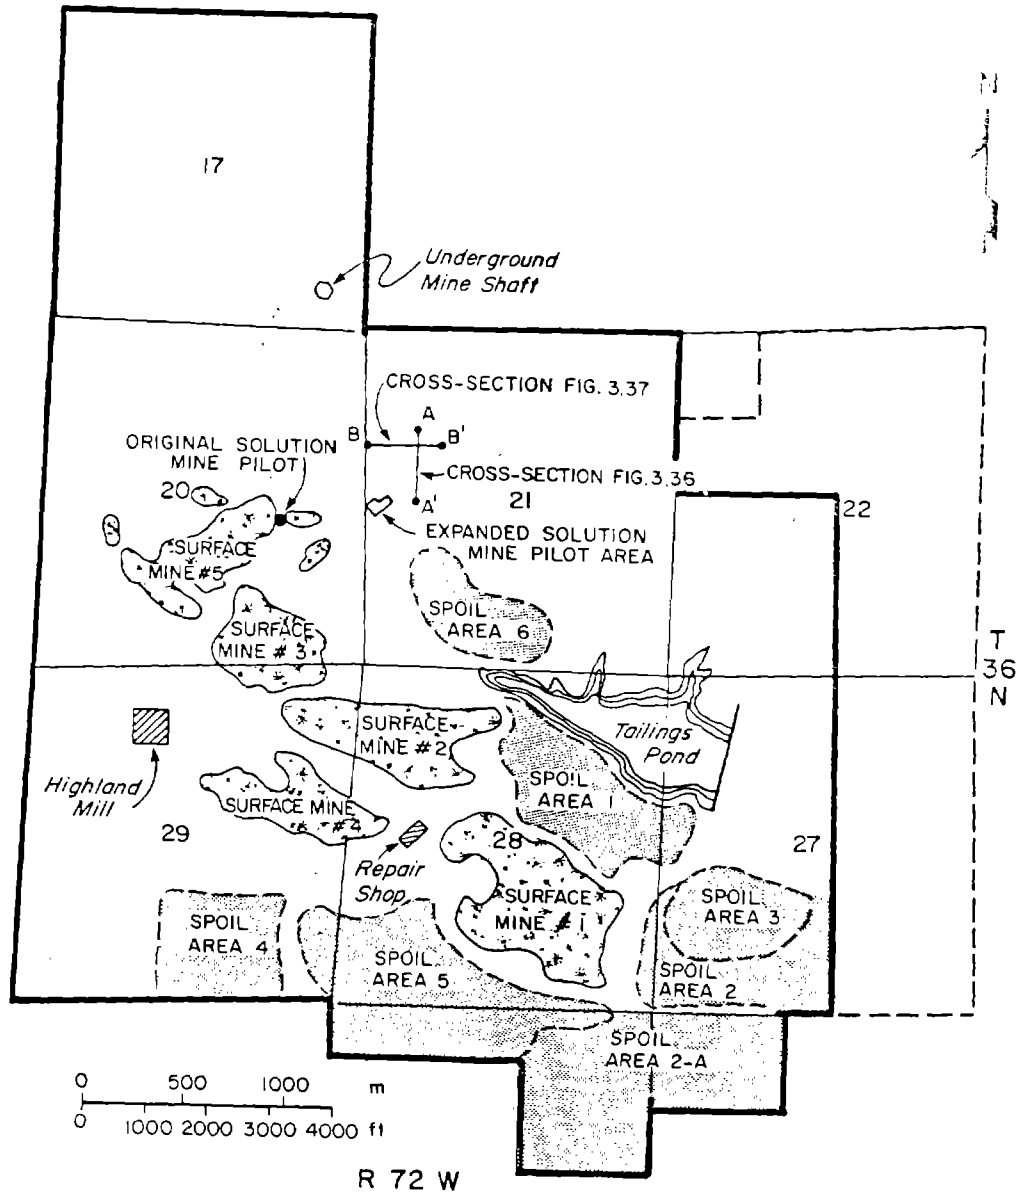 N
17
Underground
Mine Shaft
CROSS-SECTION FIG. 3.37
A
B
B'
ORIGINAL SOLUTION
MINE PILOT
CROSS-SECTION FIG. 3.36
20
A'
21
22
EXPANDED SOLUTION
MINE PILOT AREA
SURFACE
MINE #5
SPOIL
AREA 6
SURFACE
MINE #3
T
36
N
SURFACE
MINE #2
Tailings
Pond
Highland
Mill
SPOIL
AREA 1
SURFACE MINE
#4
29
28
27
Repair
Shop
SURFACE
MINE #1
SPOIL
AREA 3
SPOIL
AREA 4
SPOIL
AREA 5
SPOIL
AREA 2
SPOIL
AREA 2-A
0 500 1000 m
0 1000 2000 3000 4000 ft
R 72 W